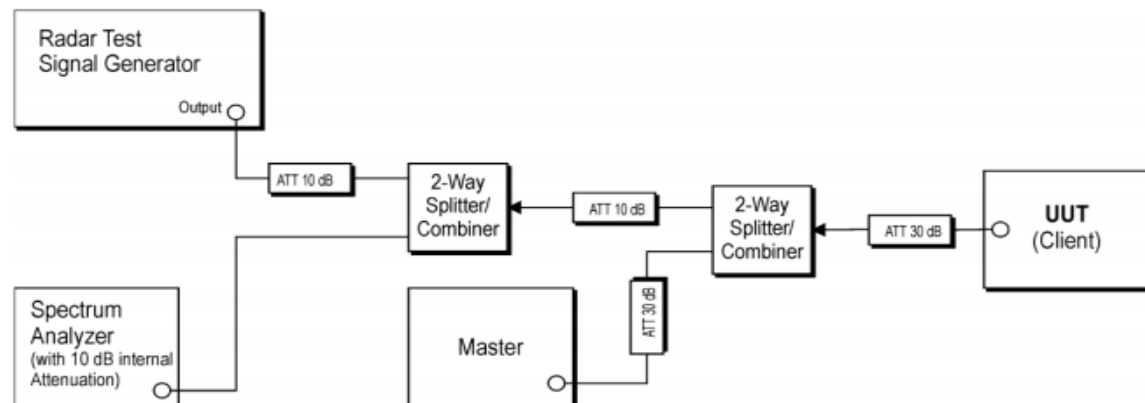 Radar Test
Signal Generator
Output
ATT 10 dB
2-Way
Splitter/
Combiner
ATT 10 dB
2-Way
Splitter/
Combiner
ATT 30 dB
UUT
(Client)
Spectrum
Analyzer
(with 10 dB internal
Attenuation)
Master
ATT 30 dB